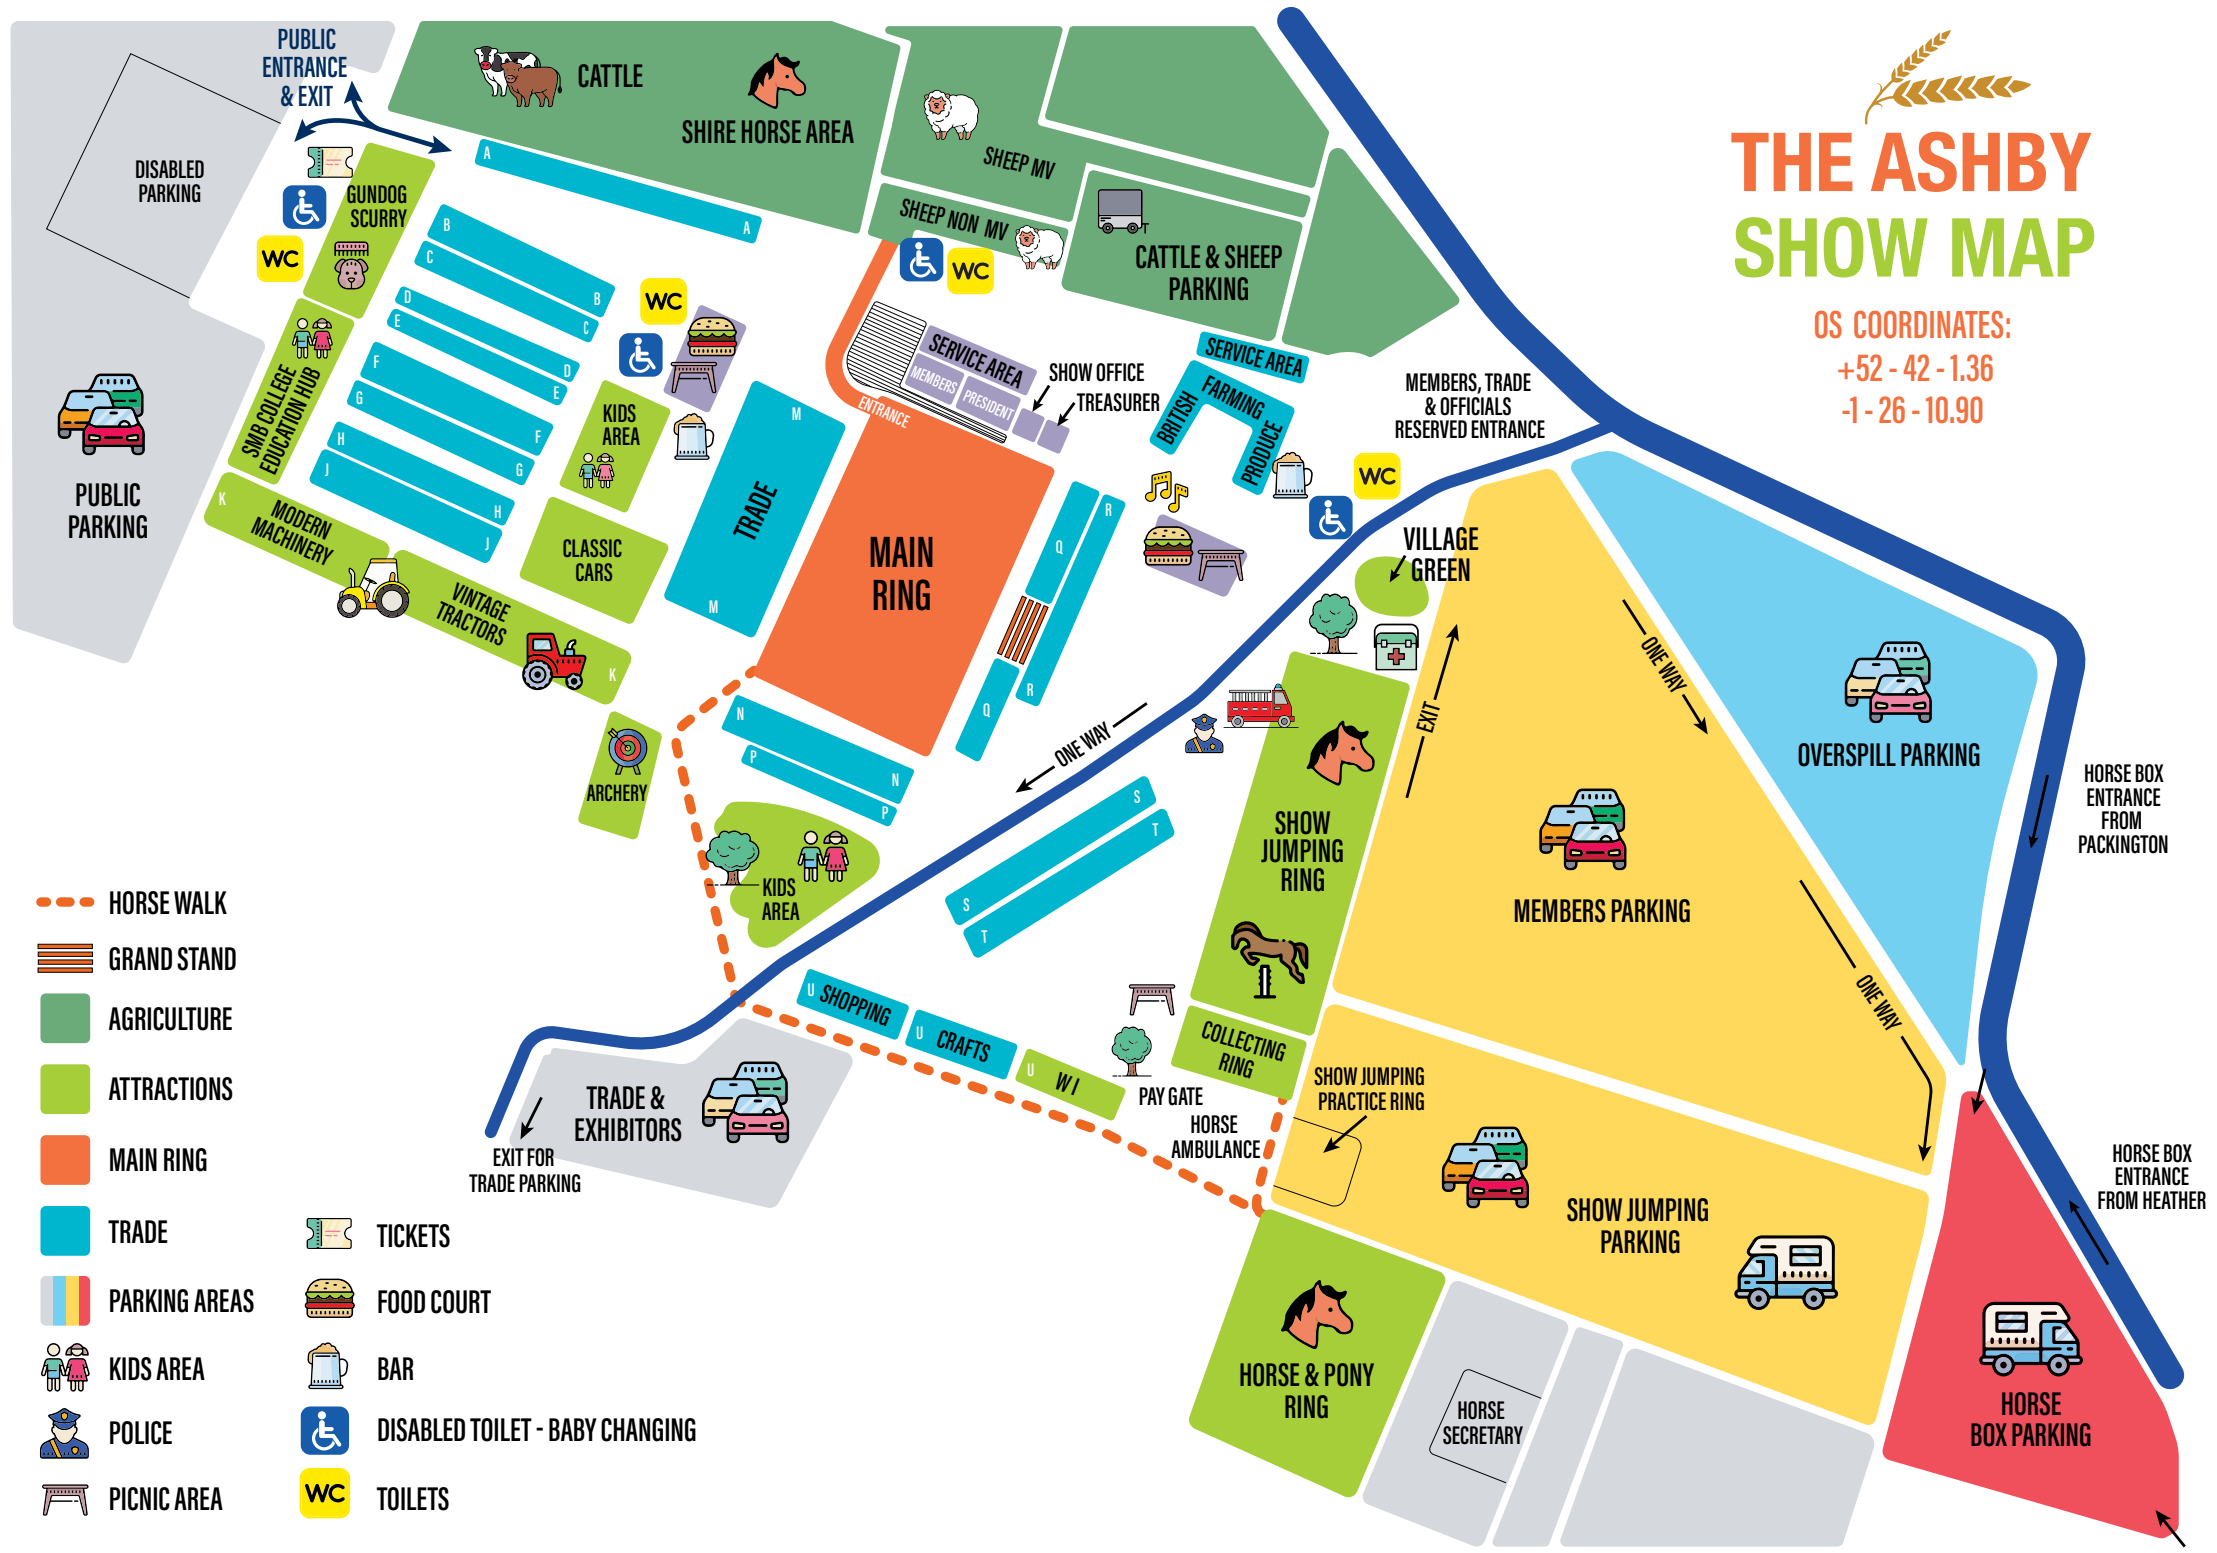 PUBLIC
ENTRANCE
& EXIT
CATTLE
SHIRE HORSE AREA
SHEEP MV
SHEEP NON MV
CATTLE & SHEEP
PARKING
THE ASHBY
SHOW MAP
OS COORDINATES:
+52 - 42 - 1.36
-1 - 26 - 10.90
DISABLED
PARKING
GUNDOG
SCURRY
WC
A
A
B
B
C
C
D
D
E
E
F
F
G
G
H
H
J
J
WC
WC
SMB COLLEGE
EDUCATION HUB
PUBLIC
PARKING
K
MODERN
MACHINERY
VINTAGE
TRACTORS
K
KIDS
AREA
CLASSIC
CARS
M
TRADE
M
ENTRANCE
MAIN
RING
SERVICE AREA
MEMBERS
PRESIDENT
SHOW OFFICE
TREASURER
SERVICE AREA
BRITISH
FARMING
PRODUCE
MEMBERS, TRADE
& OFFICIALS
RESERVED ENTRANCE
WC
VILLAGE
GREEN
Q
Q
R
R
ARCHERY
N
N
P
P
KIDS
AREA
ONE WAY
S
S
T
T
EXIT
SHOW
JUMPING
RING
ONE WAY
MEMBERS PARKING
ONE WAY
OVERSPILL PARKING
HORSE BOX
ENTRANCE
FROM
PACKINGTON
U SHOPPING
U CRAFTS
U WI
COLLECTING
RING
PAY GATE
HORSE
AMBULANCE
SHOW JUMPING
PRACTICE RING
TRADE &
EXHIBITORS
EXIT FOR
TRADE PARKING
SHOW JUMPING
PARKING
HORSE BOX
ENTRANCE
FROM HEATHER
HORSE & PONY
RING
HORSE
SECRETARY
HORSE
BOX PARKING
HORSE WALK
GRAND STAND
AGRICULTURE
ATTRACTIONS
MAIN RING
TRADE
PARKING AREAS
KIDS AREA
POLICE
PICNIC AREA
TICKETS
FOOD COURT
BAR
DISABLED TOILET - BABY CHANGING
WC
TOILETS